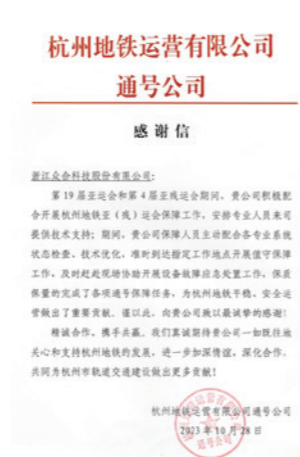 杭州地铁运营有限公司
通号公司
感谢信
浙江众合科技股份有限公司:
第19届亚运会和第4届亚残运会期间，贵公司积极配
合开展杭州地铁亚（残）运会保障工作，安排专业人员来司
提供技术支持；期间，贵公司保障人员主动配合各专业系统
状态检查、技术优化，准时到达指定工作地点开展值守保障
工作，及时赶赴现场协助开展设备故障应急处置工作，保质
保量的完成了各项通号保障任务，为杭州地铁平稳、安全运
营做出了重要贡献。谨以此，向贵公司致以最诚挚的感谢！
精诚合作，携手共赢。我们真诚期待贵公司一如既往地
关心和支持杭州地铁的发展，进一步加深情谊，深化合作，
共同为杭州市轨道交通建设做出更多贡献！
杭州地铁运营有限公司通号公司
2023年10月28日
通号公司